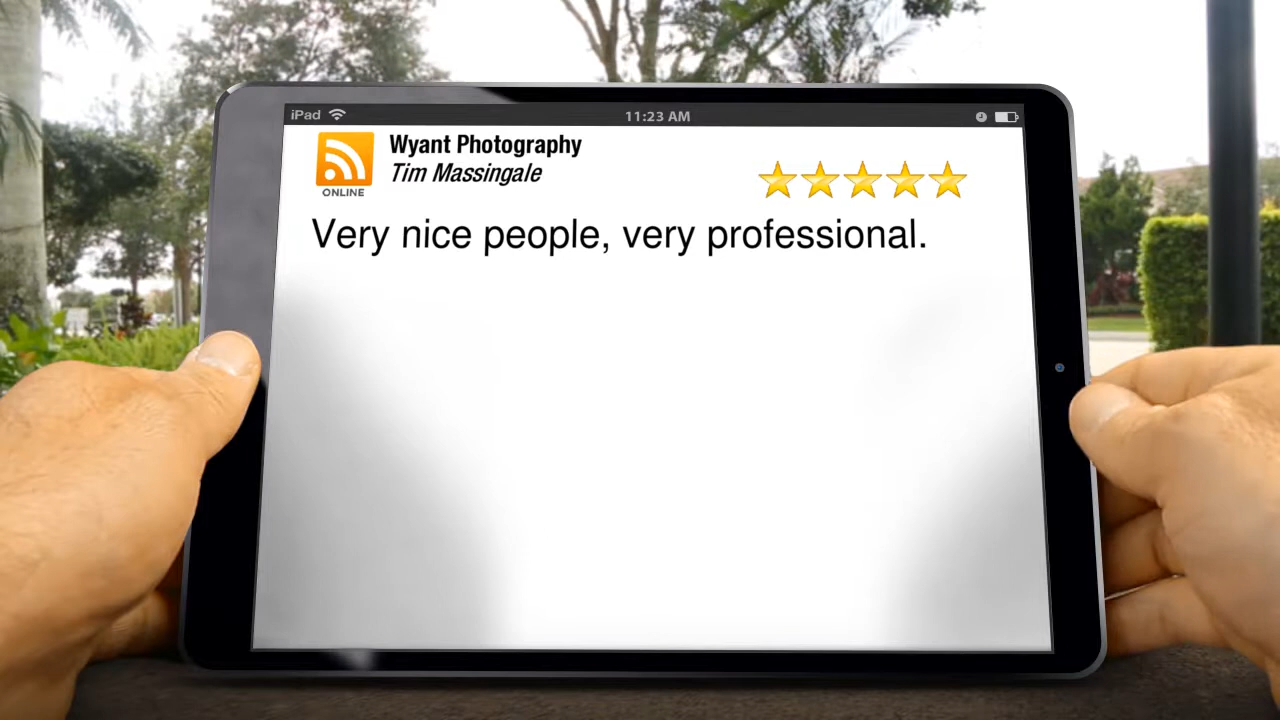 iPad 11:23 AM
Wyant Photography
Tim Massingale
ONLINE
Very nice people, very professional.